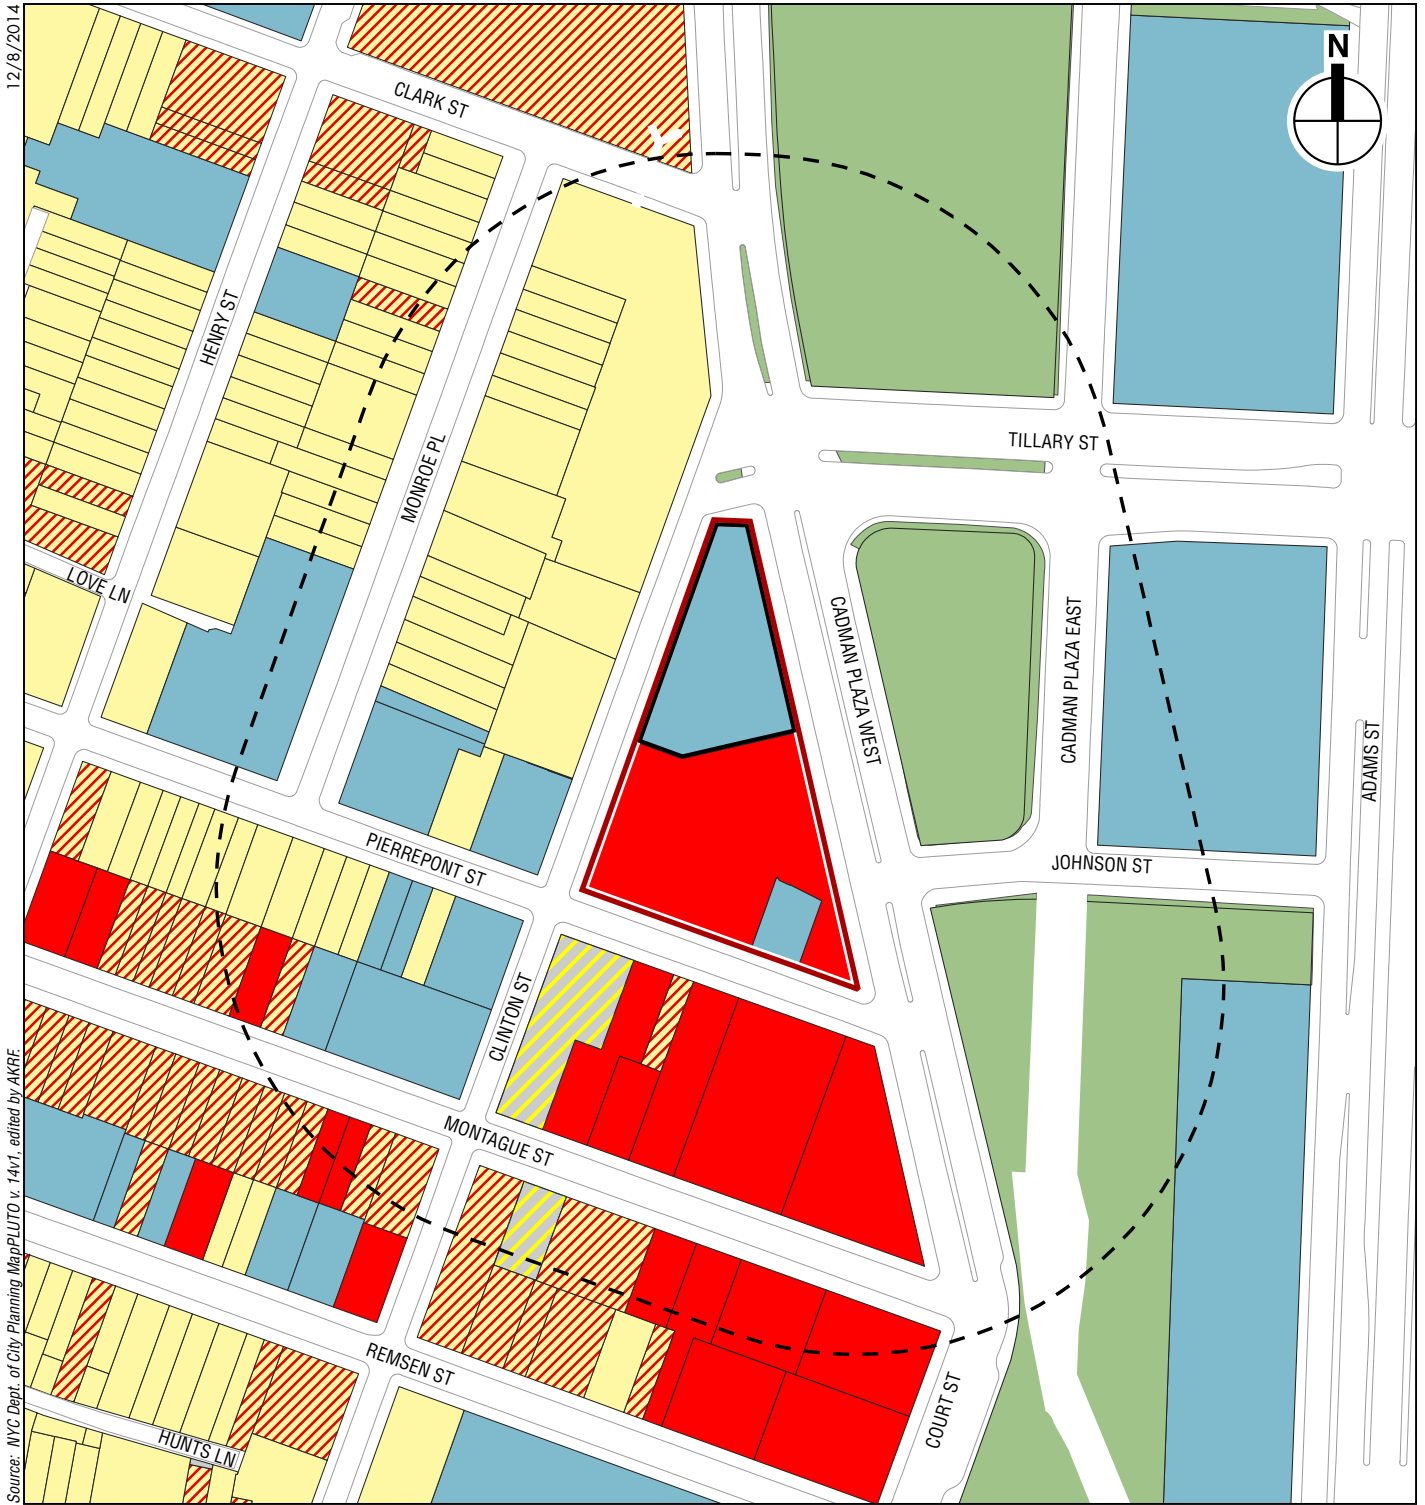 12/8/2014
N
CLARK ST
HENRY ST
MONROE PL
TILLARY ST
LOVE LN
CADMAN PLAZA WEST
CADMAN PLAZA EAST
ADAMS ST
PIERREPONT ST
JOHNSON ST
CLINTON ST
MONTAGUE ST
REMSEN ST
COURT ST
HUNTS LN
Source: NYC Dept. of City Planning MapPLUTO v. 14v1, edited by AKRF.